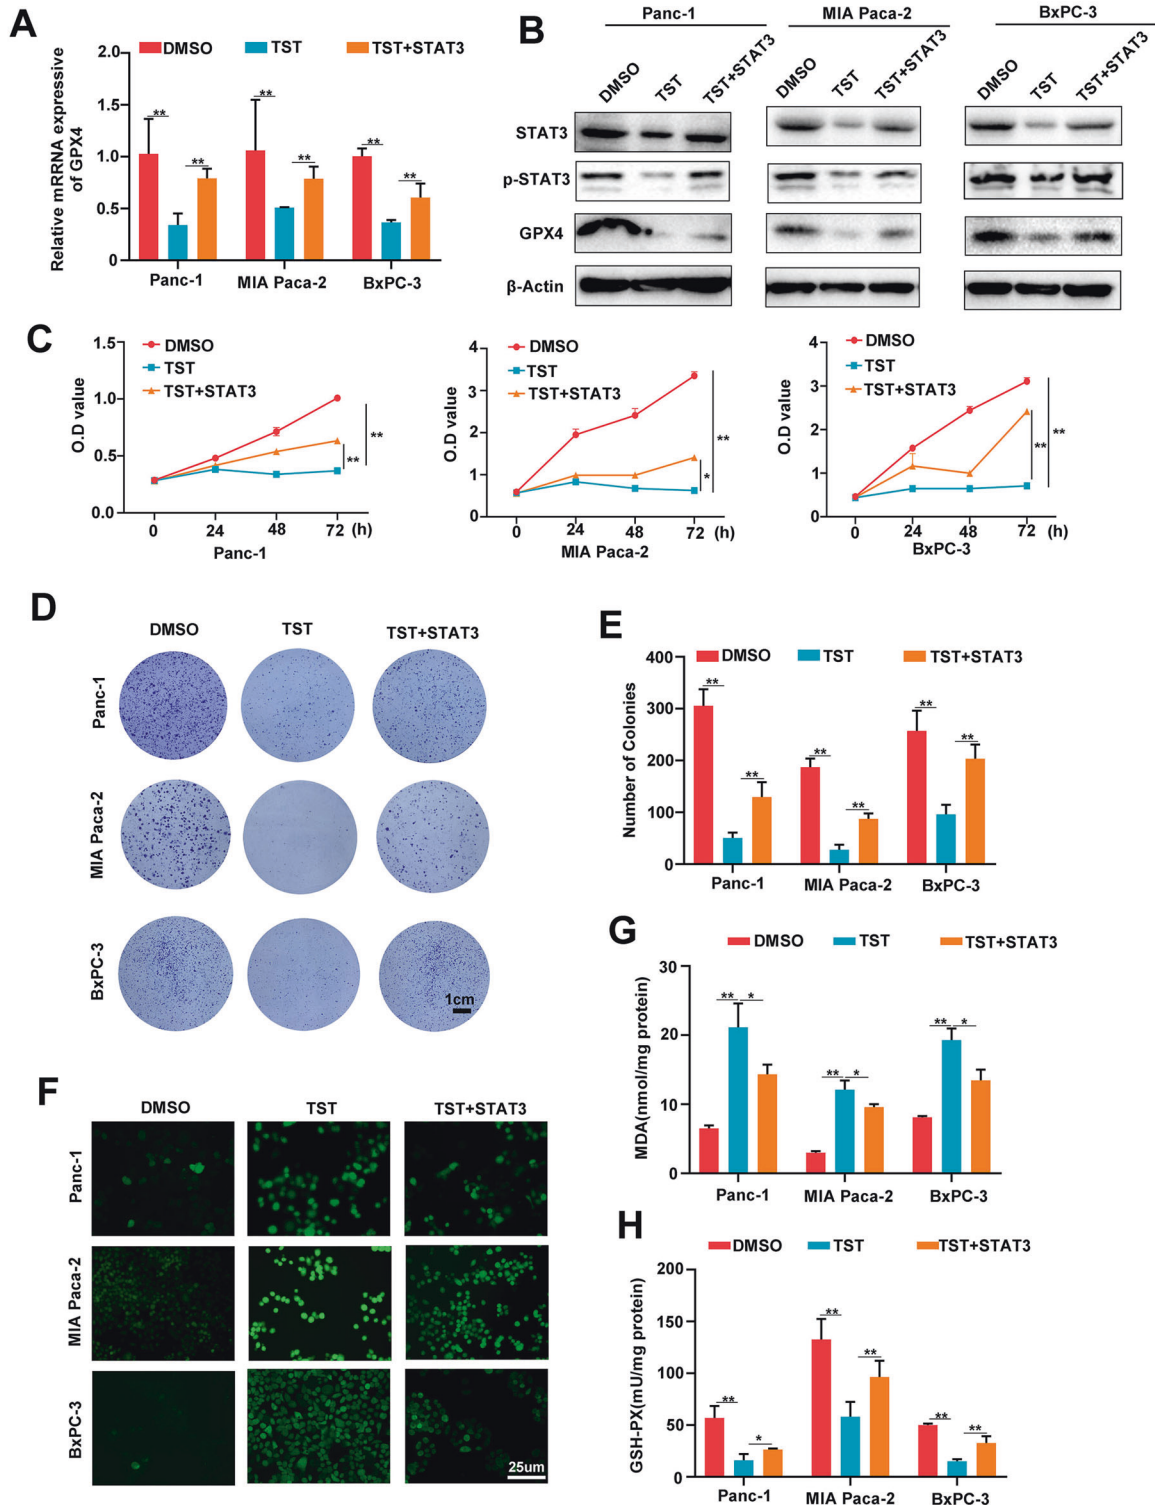 A
DMSO TST TST+STAT3
Relative mRRNA expressive
of GPX4
2.0
1.5
1.0
0.5
0
** ** ** ** ** **
Panc-1 MIA Paca-2 BxPC-3
B
Panc-1 MIA Paca-2 BxPC-3
DMSO TST TST+STAT3 DMSO TST TST+STAT3 DMSO TST TST+STAT3
STAT3
p-STAT3
GPX4
β-Actin
C
O.D value
1.5
1.0
0.5
0.0
DMSO
TST
TST+STAT3
**
**
0 24 48 72 (h)
Panc-1
O.D value
4
3
2
1
0
DMSO
TST
TST+STAT3
**
*
0 24 48 72 (h)
MIA Paca-2
O.D value
4
3
2
1
0
DMSO
TST
TST+STAT3
** **
0 24 48 72 (h)
BxPC-3
D
DMSO TST TST+STAT3
Panc-1
MIA Paca-2
BxPC-3
1cm
E
DMSO TST TST+STAT3
Number of Colonies
400
300
200
100
0
** ** ** ** ** **
Panc-1 MIA Paca-2 BxPC-3
F
DMSO TST TST+STAT3
Panc-1
MIA Paca-2
BxPC-3
25um
G
DMSO TST TST+STAT3
MDA(nmol/mg protein)
30
20
10
0
** * ** * ** *
Panc-1 MIA Paca-2 BxPC-3
H
DMSO TST TST+STAT3
GSH-PX(mU/mg protein)
200
150
100
50
0
** * ** ** ** **
Panc-1 MIA Paca-2 BxPC-3